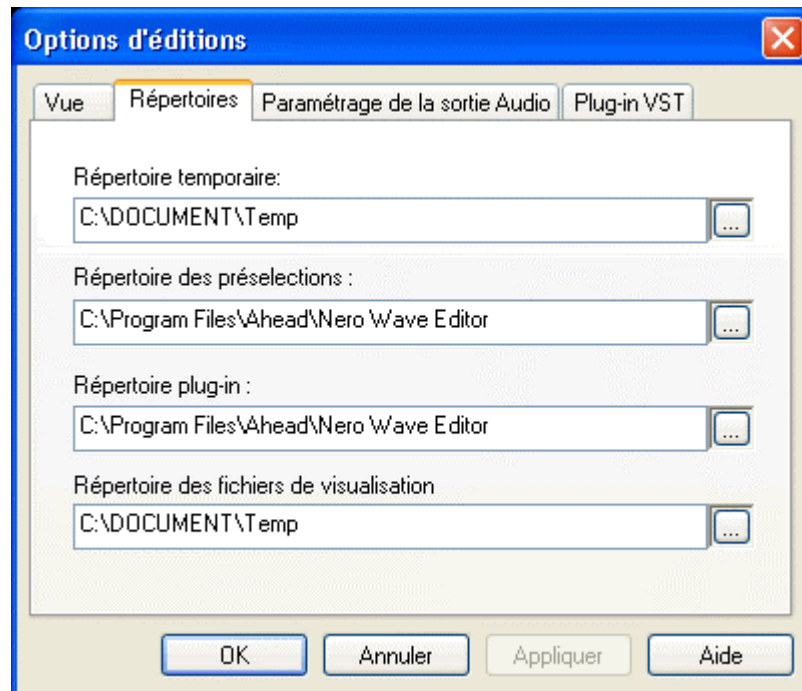 Options d'éditions
Vue Répertoires Paramétrage de la sortie Audio Plug-in VST
Répertoire temporaire:
C:\DOCUMENT\Temp ...
Répertoire des préselections :
C:\Program Files\Ahead\Nero Wave Editor ...
Répertoire plug-in :
C:\Program Files\Ahead\Nero Wave Editor ...
Répertoire des fichiers de visualisation
C:\DOCUMENT\Temp ...
OK Annuler Appliquer Aide